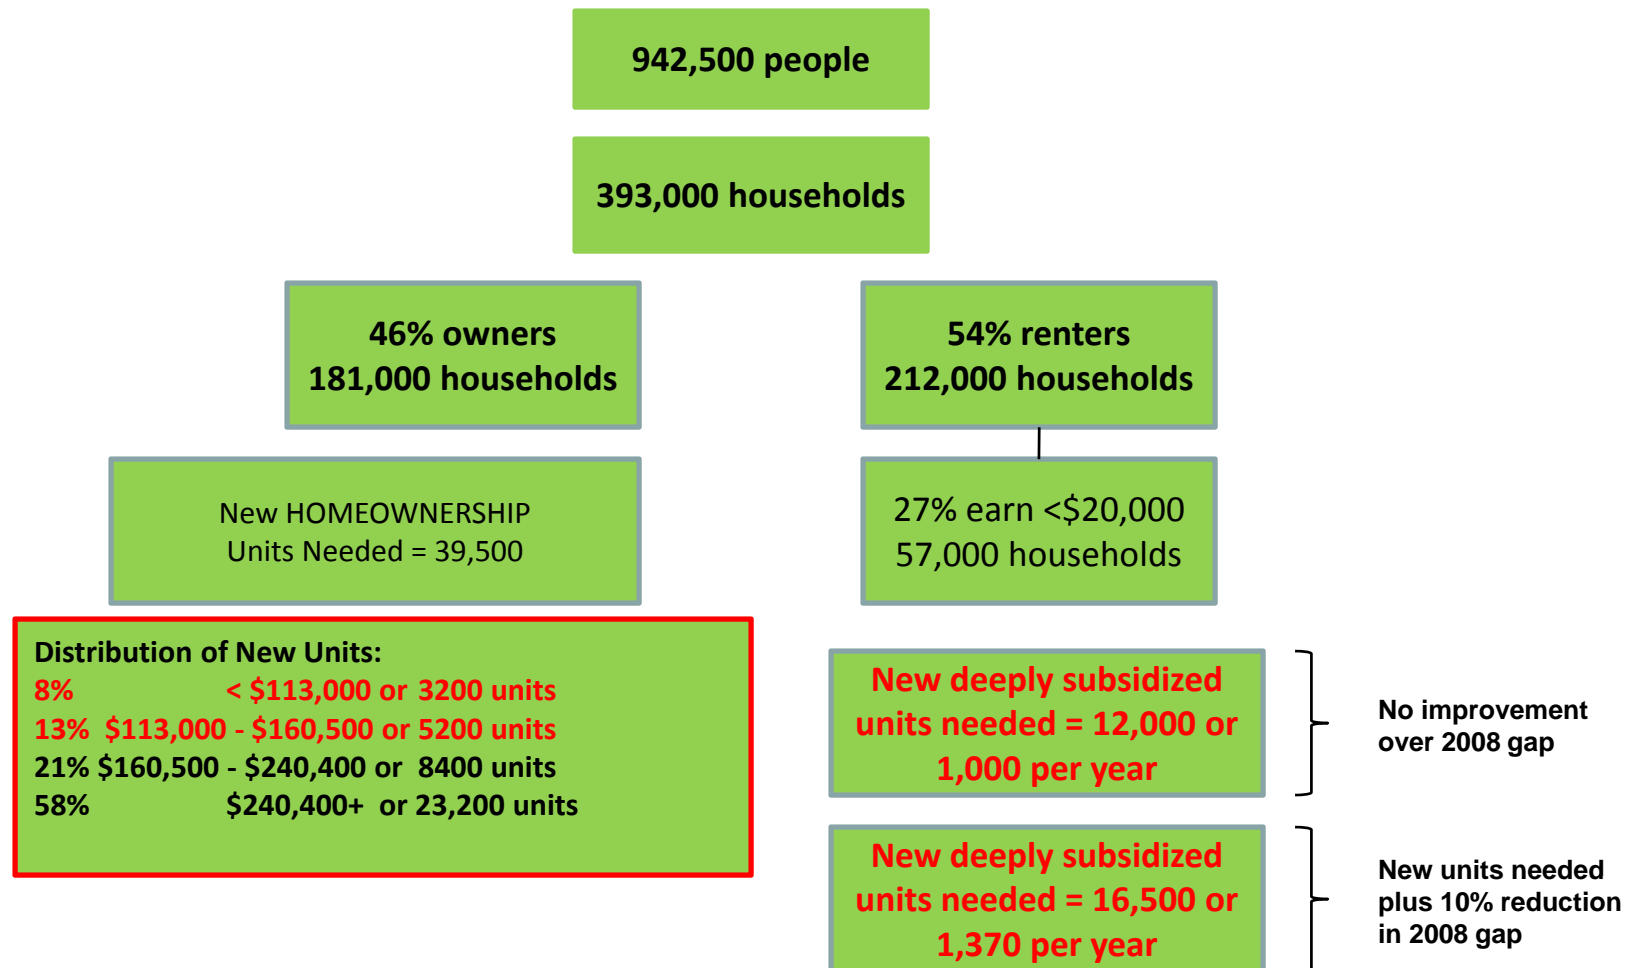 942,500 people
393,000 households
46% owners
181,000 households
54% renters
212,000 households
New HOMEOWNERSHIP
Units Needed = 39,500
27% earn <$20,000
57,000 households
Distribution of New Units:
8% < $113,000 or 3200 units
13% $113,000 - $160,500 or 5200 units
21% $160,500 - $240,400 or 8400 units
58% $240,400+ or 23,200 units
New deeply subsidized
units needed = 12,000 or
1,000 per year
No improvement
over 2008 gap
New deeply subsidized
units needed = 16,500 or
1,370 per year
New units needed
plus 10% reduction
in 2008 gap